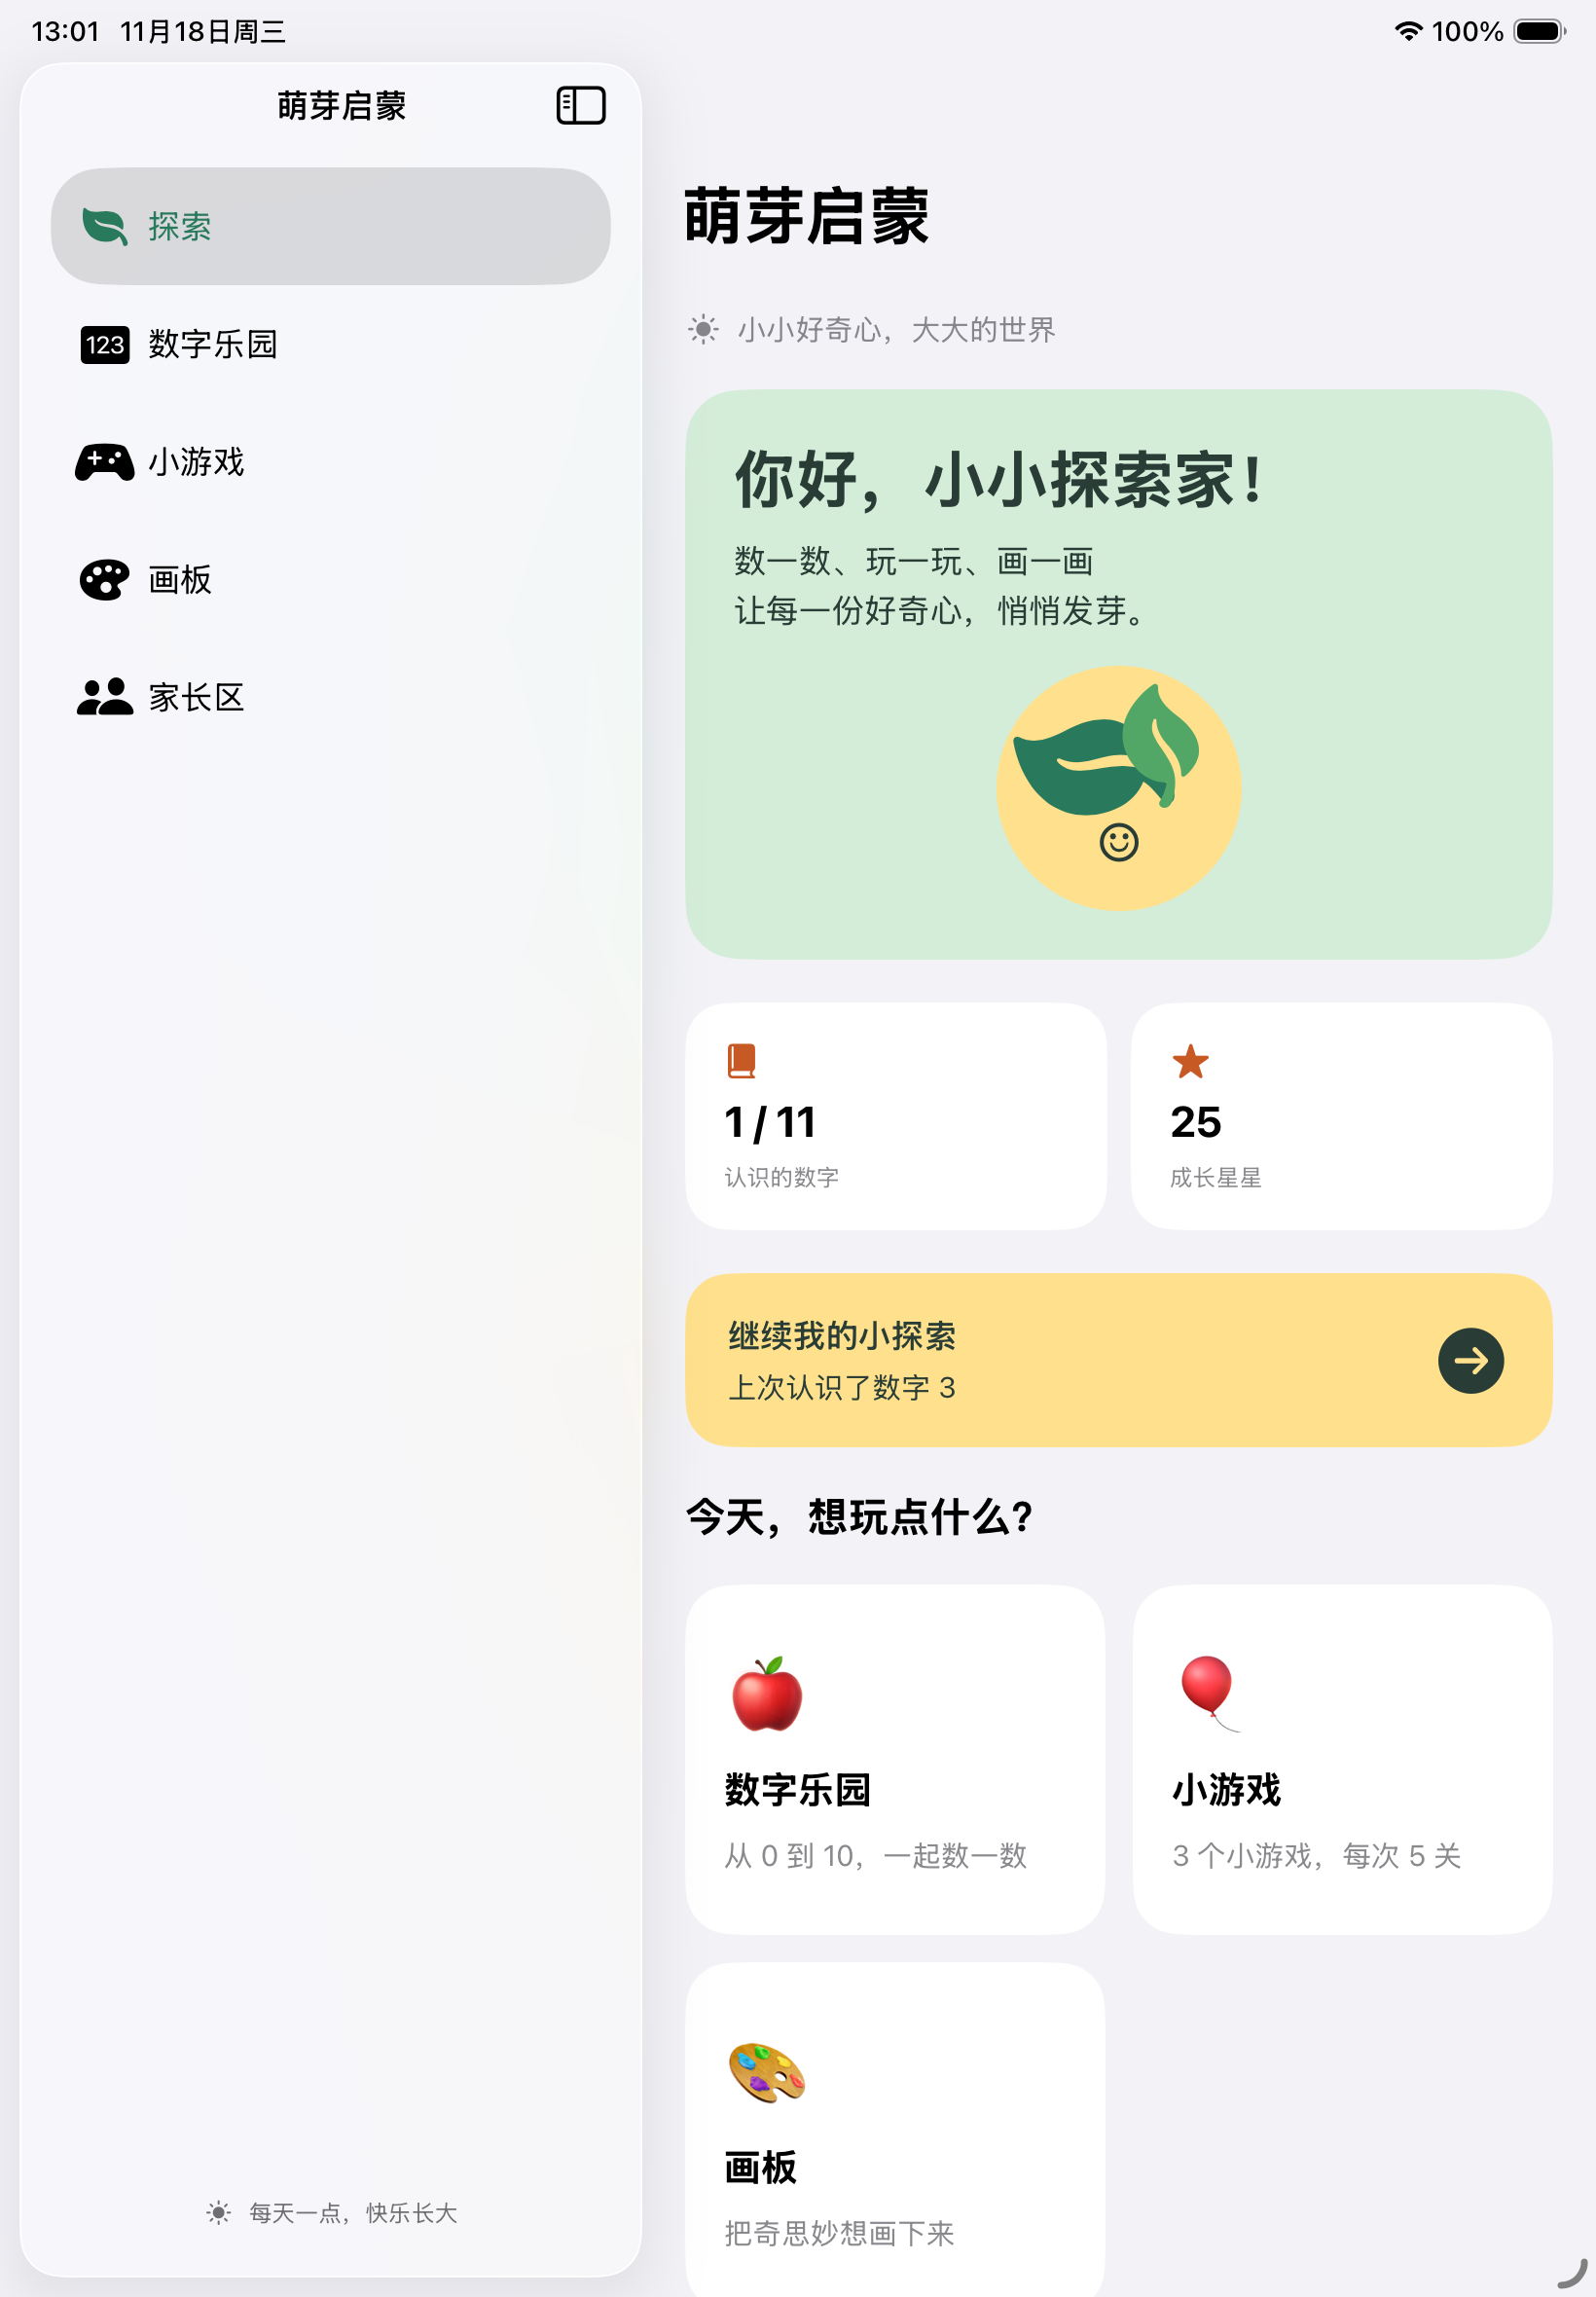 13:01 11月18日周三
100%
萌芽启蒙
探索
123 数字乐园
小游戏
画板
家长区
每天一点，快乐长大
萌芽启蒙
小小好奇心，大大的世界
你好，小小探索家！
数一数、玩一玩、画一画
让每一份好奇心，悄悄发芽。
1 / 11
认识的数字
25
成长星星
继续我的小探索
上次认识了数字 3
今天，想玩点什么？
数字乐园
从 0 到 10，一起数一数
小游戏
3 个小游戏，每次 5 关
画板
把奇思妙想画下来